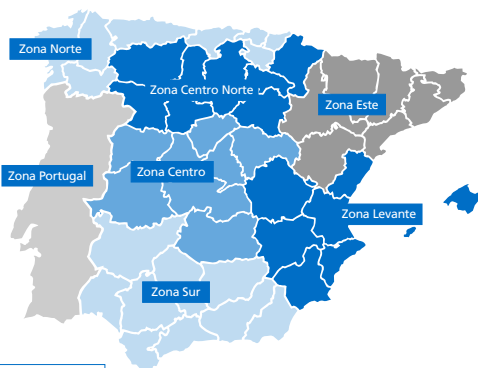 Zona Norte
Zona Centro Norte
Zona Este
Zona Portugal
Zona Centro
Zona Levante
Zona Sur